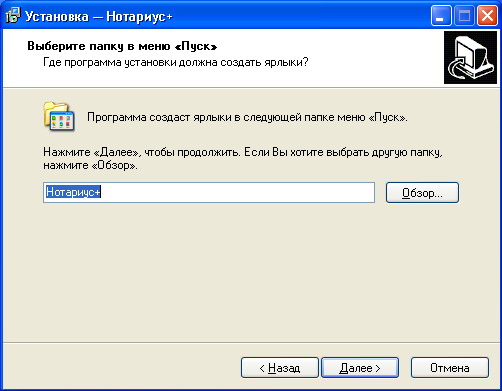 Установка — Нотариус+
Выберите папку в меню «Пуск»
Где программа установки должна создать ярлыки?
Программа создаст ярлыки в следующей папке меню «Пуск».
Нажмите «Далее», чтобы продолжить. Если Вы хотите выбрать другую папку,
нажмите «Обзор».
Нотариус+
Обзор...
< Назад
Далее >
Отмена